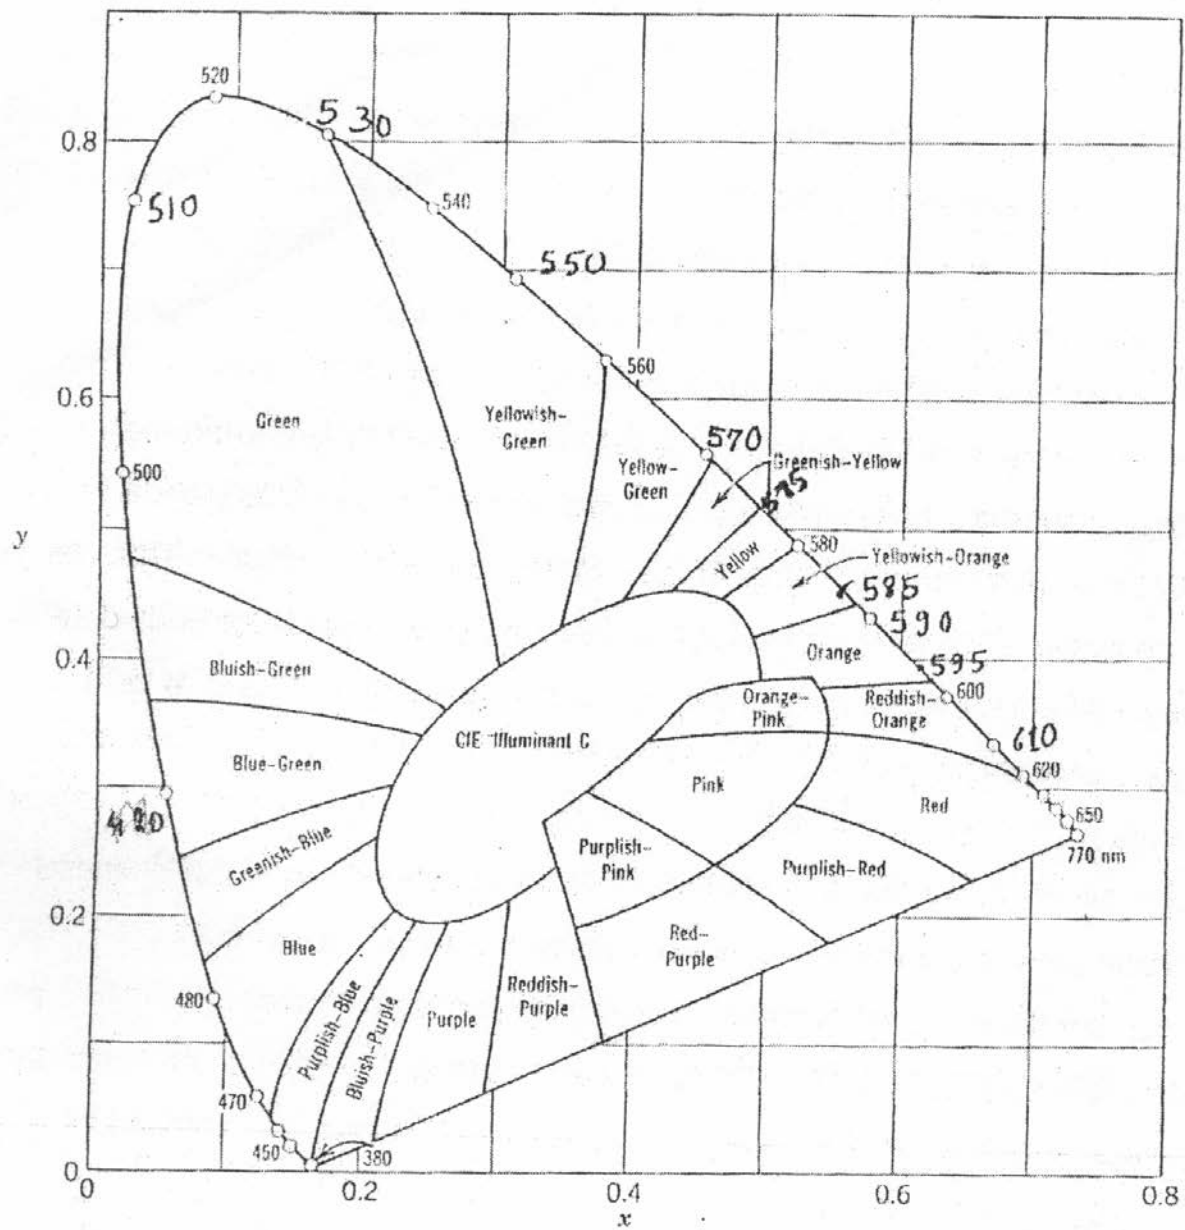 520
530
0.8
510
540
550
560
0.6
Green
Yellowish-
Green
570
Greenish-Yellow
Yellow-
Green
500
575
y
580
Yellow
Yellowish-Orange
585
590
0.4
Bluish-Green
Orange
595
600
Orange-
Pink
Reddish-
Orange
CIE Illuminant C
610
Blue-Green
620
Pink
Red
650
770 nm
Greenish-Blue
Purplish-
Pink
Purplish-Red
0.2
Blue
Red-
Purple
480
Reddish-
Purple
Purplish-Blue
Bluish-Purple
Purple
470
450
380
0
0
0.2
0.4
0.6
0.8
x